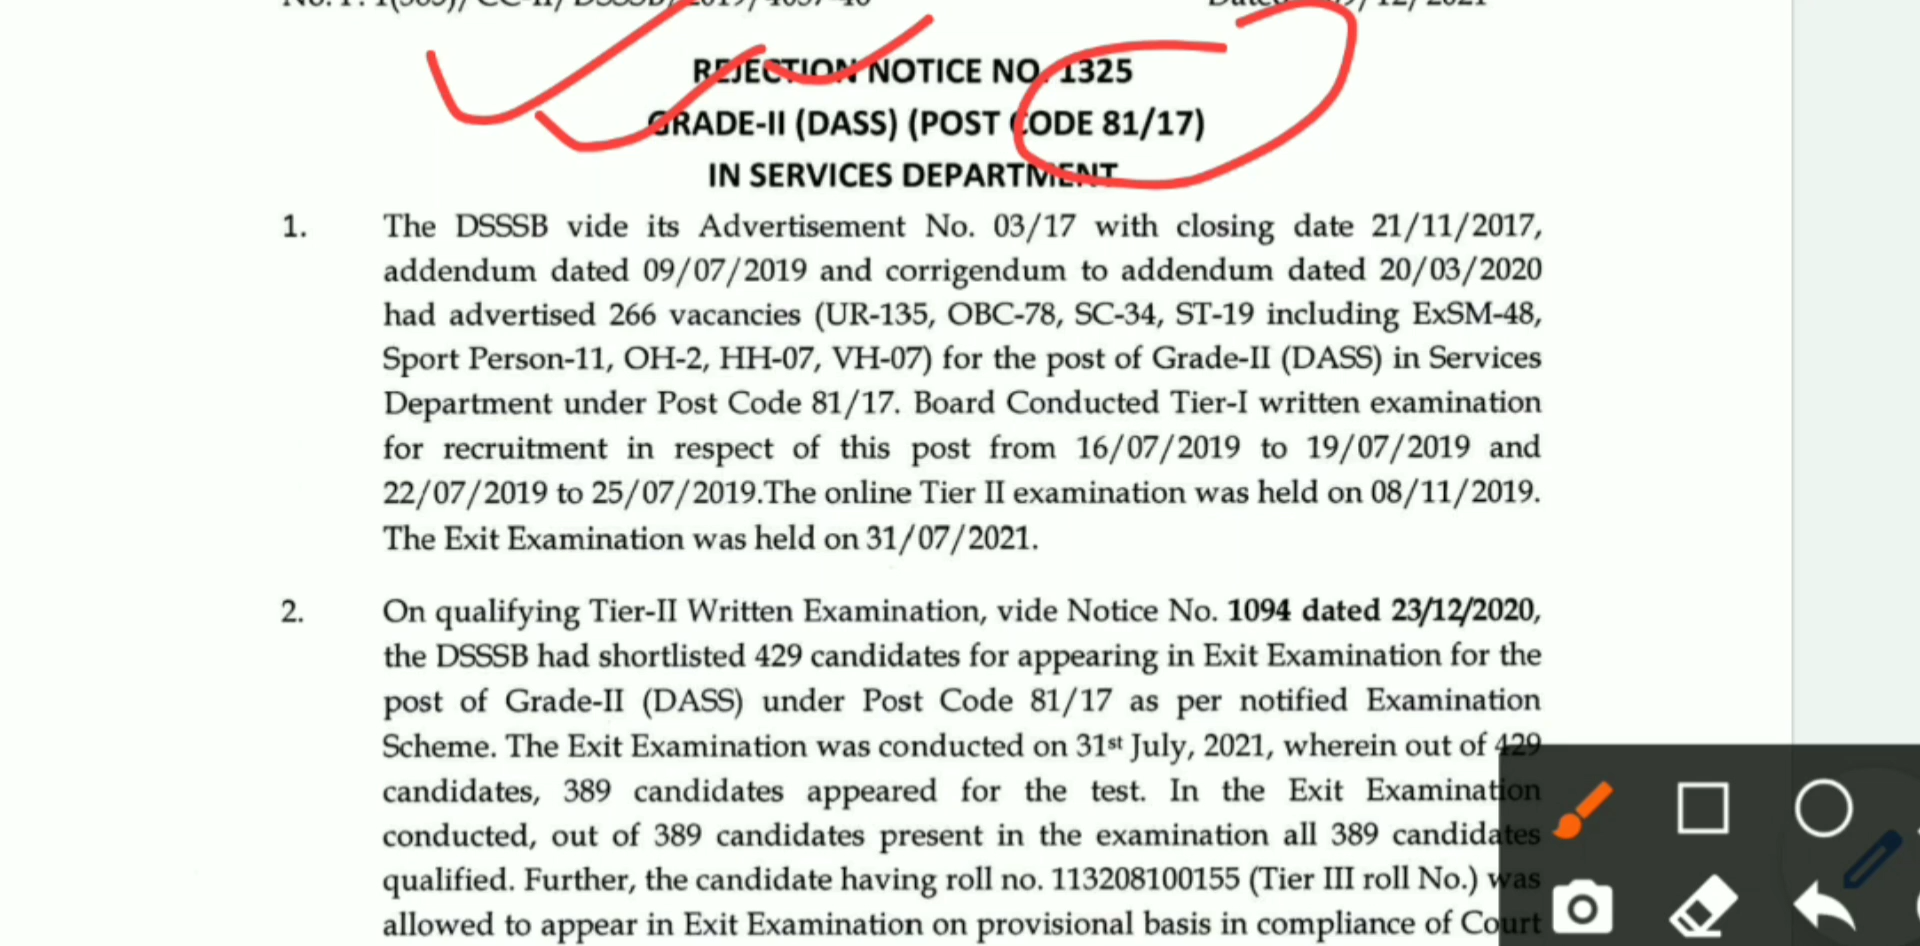 REJECTION NOTICE NO. 1325
GRADE-II (DASS) (POST CODE 81/17)
IN SERVICES DEPARTMENT
1. The DSSSB vide its Advertisement No. 03/17 with closing date 21/11/2017,
addendum dated 09/07/2019 and corrigendum to addendum dated 20/03/2020
had advertised 266 vacancies (UR-135, OBC-78, SC-34, ST-19 including ExSM-48,
Sport Person-11, OH-2, HH-07, VH-07) for the post of Grade-II (DASS) in Services
Department under Post Code 81/17. Board Conducted Tier-I written examination
for recruitment in respect of this post from 16/07/2019 to 19/07/2019 and
22/07/2019 to 25/07/2019.The online Tier II examination was held on 08/11/2019.
The Exit Examination was held on 31/07/2021.
2. On qualifying Tier-II Written Examination, vide Notice No. 1094 dated 23/12/2020,
the DSSSB had shortlisted 429 candidates for appearing in Exit Examination for the
post of Grade-II (DASS) under Post Code 81/17 as per notified Examination
Scheme. The Exit Examination was conducted on 31st July, 2021, wherein out of 429
candidates, 389 candidates appeared for the test. In the Exit Examination
conducted, out of 389 candidates present in the examination all 389 candidates
qualified. Further, the candidate having roll no. 113208100155 (Tier III roll No.) was
allowed to appear in Exit Examination on provisional basis in compliance of Court